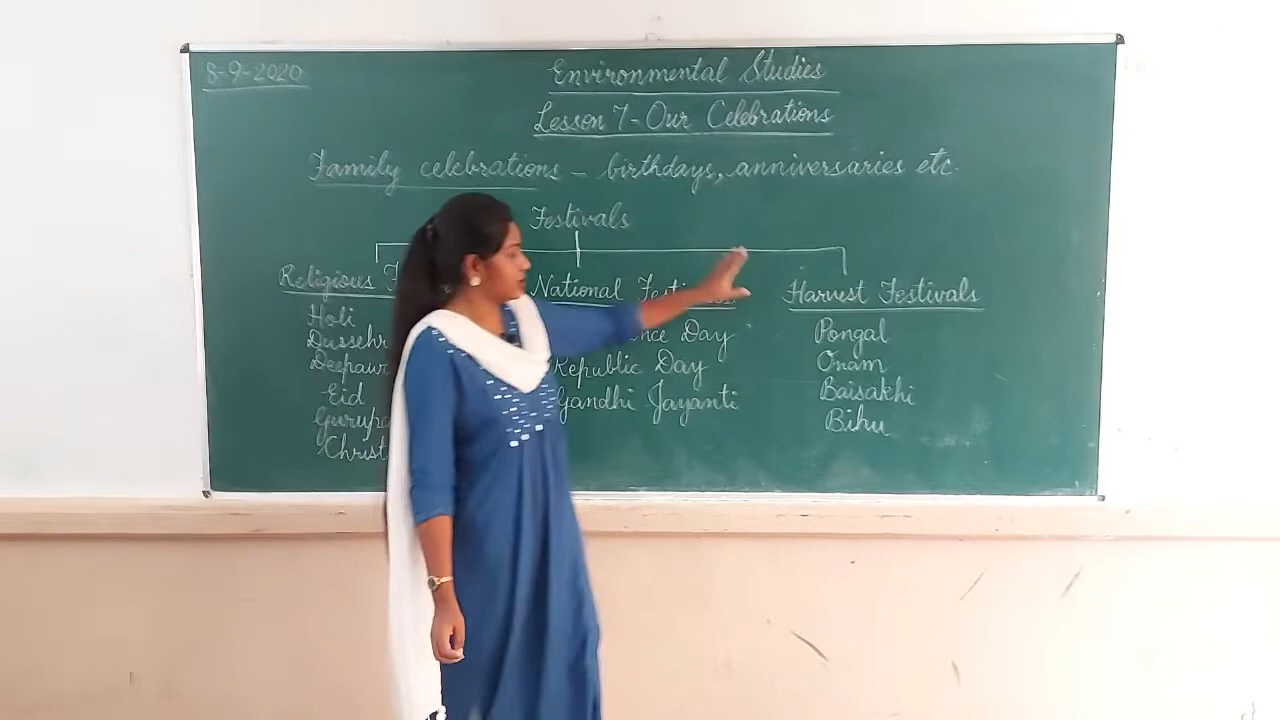 8-9-2020
Environmental Studies
Lesson 7 - Our Celebrations
Family celebrations - birthdays, anniversaries etc.
Festivals
Religious
Holi
Eid
National
Day
Republic Day
Gandhi Jayanti
Harvest Festivals
Pongal
Onam
Baisakhi
Bihu